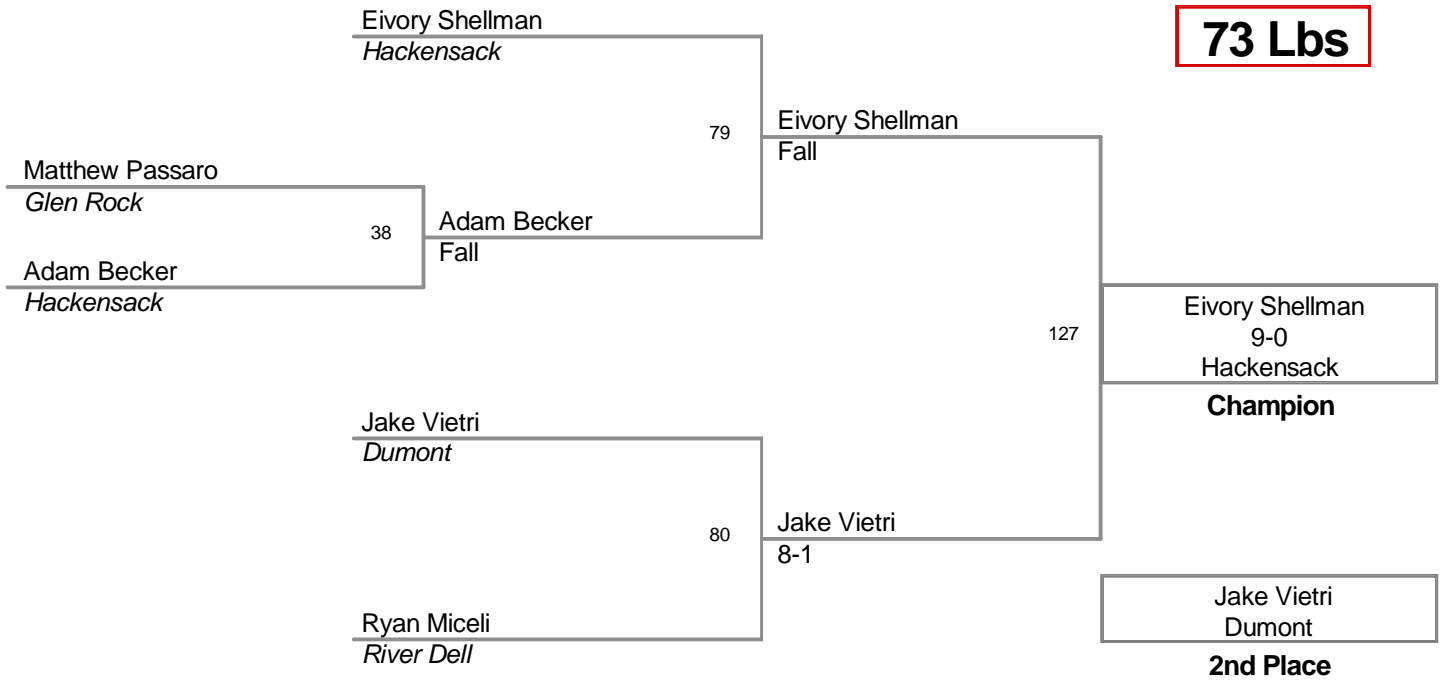 Eivory Shellman
Hackensack
73 Lbs
79
Eivory Shellman
Fall
Matthew Passaro
Glen Rock
38
Adam Becker
Fall
Adam Becker
Hackensack
127
Eivory Shellman
9-0
Hackensack
Champion
Jake Vietri
Dumont
80
Jake Vietri
8-1
Ryan Miceli
River Dell
Jake Vietri
Dumont
2nd Place